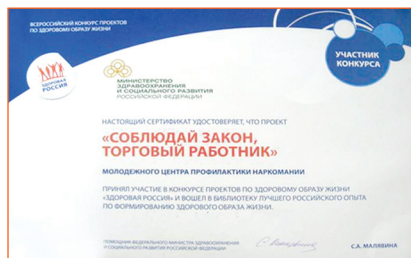 ВСЕРОССИЙСКИЙ КОНКУРС ПРОЕКТОВ
ПО ЗДОРОВОМУ ОБРАЗУ ЖИЗНИ
УЧАСТНИК
КОНКУРСА
ЗДОРОВАЯ
РОССИЯ
МИНИСТЕРСТВО
ЗДРАВООХРАНЕНИЯ
И СОЦИАЛЬНОГО РАЗВИТИЯ
РОССИЙСКОЙ ФЕДЕРАЦИИ
НАСТОЯЩИЙ СЕРТИФИКАТ УДОСТОВЕРЯЕТ, ЧТО ПРОЕКТ
«СОБЛЮДАЙ ЗАКОН,
ТОРГОВЫЙ РАБОТНИК»
МОЛОДЕЖНОГО ЦЕНТРА ПРОФИЛАКТИКИ НАРКОМАНИИ
ПРИНЯЛ УЧАСТИЕ В КОНКУРСЕ ПРОЕКТОВ ПО ЗДОРОВОМУ ОБРАЗУ ЖИЗНИ
«ЗДОРОВАЯ РОССИЯ» И ВОШЕЛ В БИБЛИОТЕКУ ЛУЧШЕГО РОССИЙСКОГО ОПЫТА
ПО ФОРМИРОВАНИЮ ЗДОРОВОГО ОБРАЗА ЖИЗНИ.
ПОМОЩНИК ФЕДЕРАЛЬНОГО МИНИСТРА ЗДРАВООХРАНЕНИЯ
И СОЦИАЛЬНОГО РАЗВИТИЯ РОССИЙСКОЙ ФЕДЕРАЦИИ
С.А. МАЛЯВИНА